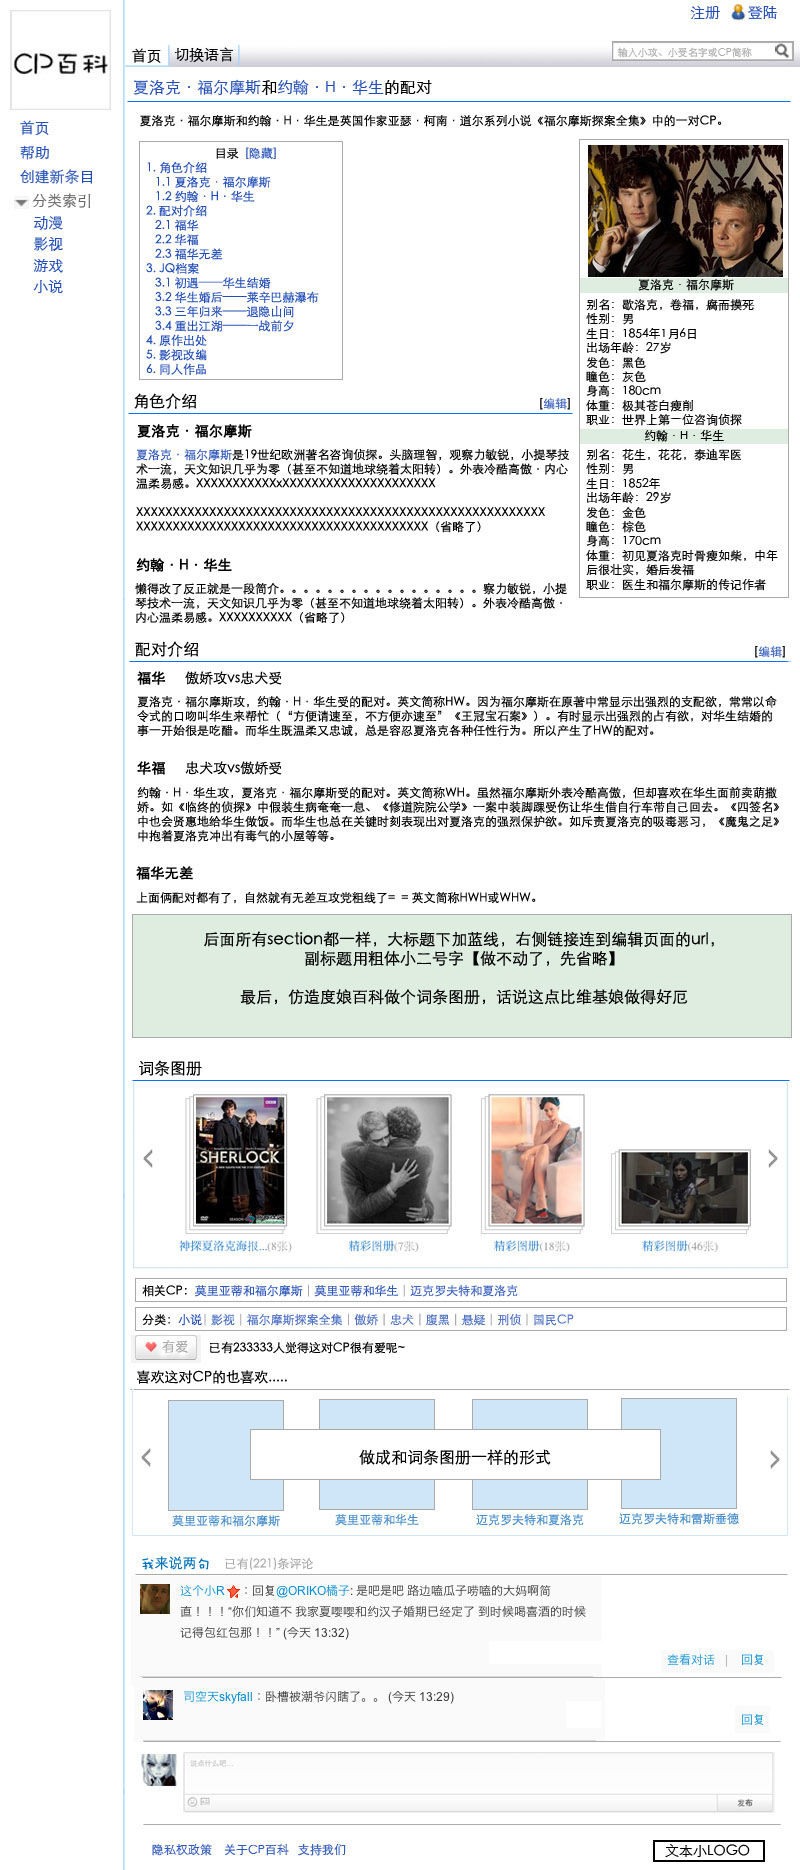 注册 登陆
CP百科
首页 切换语言
输入小攻、小受名字或CP简称
首页
帮助
创建新条目
分类索引
动漫
影视
游戏
小说
夏洛克·福尔摩斯和约翰·H·华生的配对
夏洛克·福尔摩斯和约翰·H·华生是英国作家亚瑟·柯南·道尔系列小说《福尔摩斯探案全集》中的一对CP。
目录 [隐藏]
1. 角色介绍
1.1 夏洛克·福尔摩斯
1.2 约翰·H·华生
2. 配对介绍
2.1 福华
2.2 华福
2.3 福华无差
3. JQ档案
3.1 初遇——华生结婚
3.2 华生婚后——莱辛巴赫瀑布
3.3 三年归来——退隐山间
3.4 重出江湖——一战前夕
4. 原作出处
5. 影视改编
6. 同人作品
夏洛克·福尔摩斯
别名：歇洛克，卷福，腐而摸死
性别：男
生日：1854年1月6日
出场年龄：27岁
发色：黑色
瞳色：灰色
身高：180cm
体重：极其苍白瘦削
职业：世界上第一位咨询侦探
约翰·H·华生
别名：花生，花花，泰迪军医
性别：男
生日：1852年
出场年龄：29岁
发色：金色
瞳色：棕色
身高：170cm
体重：初见夏洛克时骨瘦如柴，中年
后很壮实，婚后发福
职业：医生和福尔摩斯的传记作者
角色介绍 [编辑]
夏洛克·福尔摩斯
夏洛克·福尔摩斯是19世纪欧洲著名咨询侦探。头脑理智，观察力敏锐，小提琴技
术一流，天文知识几乎为零（甚至不知道地球绕着太阳转）。外表冷酷高傲·内心
温柔易感。XXXXXXXXXXxXXXXXXXXXXXXXXXXXXXXXX
XXXXXXXXXXXXXXXXXXXXXXXXXXXXXXXXXXXXXXXXXXXXXXXXXXXXXXXXX
XXXXXXXXXXXXXXXXXXXXXXXXXXXXXXXXXXXXXXXXX（省略了）
约翰·H·华生
懒得改了反正就是一段简介。。。。。。。。。。。。。。。。。察力敏锐，小提
琴技术一流，天文知识几乎为零（甚至不知道地球绕着太阳转）。外表冷酷高傲·
内心温柔易感。XXXXXXXXXX（省略了）
配对介绍 [编辑]
福华 傲娇攻vs忠犬受
夏洛克·福尔摩斯攻，约翰·H·华生受的配对。英文简称HW。因为福尔摩斯在原著中常显示出强烈的支配欲，常常以命
令式的口吻叫华生来帮忙（“方便请速至，不方便亦速至”《王冠宝石案》）。有时显示出强烈的占有欲，对华生结婚的
事一开始很是吃醋。而华生既温柔又忠诚，总是容忍夏洛克各种任性行为。所以产生了HW的配对。
华福 忠犬攻vs傲娇受
约翰·H·华生攻，夏洛克·福尔摩斯受的配对。英文简称WH。虽然福尔摩斯外表冷酷高傲，但却喜欢在华生面前卖萌撒
娇。如《临终的侦探》中假装生病奄奄一息、《修道院院公学》一案中装脚踝受伤让华生借自行车带自己回去。《四签名》
中也会贤惠地给华生做饭。而华生也总在关键时刻表现出对夏洛克的强烈保护欲。如斥责夏洛克的吸毒恶习，《魔鬼之足》
中抱着夏洛克冲出有毒气的小屋等等。
福华无差
上面俩配对都有了，自然就有无差互攻党粗线了= = 英文简称HWH或WHW。
后面所有section都一样，大标题下加蓝线，右侧链接连到编辑页面的url，
副标题用粗体小二号字【做不动了，先省略】
最后，仿造度娘百科做个词条图册，话说这点比维基娘做得好厄
词条图册
BBC
SHERLOCK
神探夏洛克海报...(8张) 精彩图册(7张) 精彩图册(18张) 精彩图册(46张)
相关CP：莫里亚蒂和福尔摩斯 | 莫里亚蒂和华生 | 迈克罗夫特和夏洛克
分类：小说 | 影视 | 福尔摩斯探案全集 | 傲娇 | 忠犬 | 腹黑 | 悬疑 | 刑侦 | 国民CP
有爱 已有233333人觉得这对CP很有爱呢~
喜欢这对CP的也喜欢.....
做成和词条图册一样的形式
莫里亚蒂和福尔摩斯 莫里亚蒂和华生 迈克罗夫特和夏洛克 迈克罗夫特和雷斯垂德
我来说两句 已有(221)条评论
这个小R：回复@ORIKO橘子: 是吧是吧 路边嗑瓜子唠嗑的大妈啊简
直！！！“你们知道不 我家夏嘤嘤和约汉子婚期已经定了 到时候喝喜酒的时候
记得包红包那！！” (今天 13:32)
查看对话 | 回复
司空天skyfall：卧槽被潮爷闪瞎了。。 (今天 13:29)
回复
说点什么吧...
发布
隐私权政策 关于CP百科 支持我们
文本小LOGO